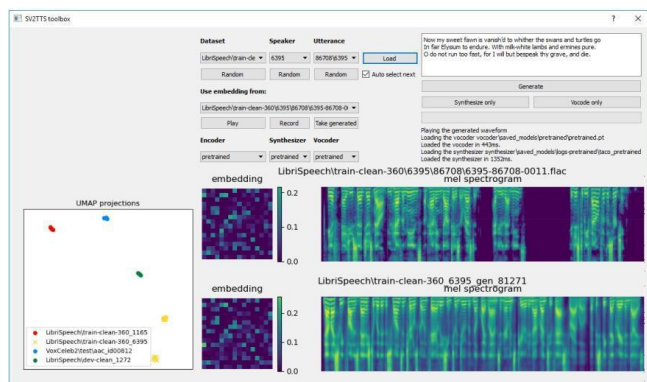 SV2TTS toolbox
? ×
Dataset Speaker Utterance
LibriSpeech\train-cle 6395 86708\6395 Load
Random Random Random Auto select next
Use embedding from:
LibriSpeech\train-clean-360\6395\86708\6395-86708-0
Play Record Take generated
Encoder Synthesizer Vocoder
pretrained pretrained pretrained
Now my sweet fawn is vanish'd to whither the swans and turtles go
In fair Elysium to endure. With milk-white lambs and ermines pure.
O do not run too fast, for I will but bespeak thy grave, and die.
Generate
Synthesize only Vocode only
Playing the generated waveform
Loading the vocoder vocoder\saved_models\pretrained\pretrained.pt
Loaded the vocoder in 443ms.
Loading the synthesizer synthesizer\saved_models\logs-pretrained\taco_pretrained
Loaded the synthesizer in 1352ms.
LibriSpeech\train-clean-360\6395\86708\6395-86708-0011.flac
embedding mel spectrogram
0.2
0.1
0.0
UMAP projections
LibriSpeech\train-clean-360_1165
LibriSpeech\train-clean-360_6395
VoxCeleb2\test\aac_id00812
LibriSpeech\dev-clean_1272
LibriSpeech\train-clean-360_6395_gen_81271
embedding mel spectrogram
0.2
0.1
0.0